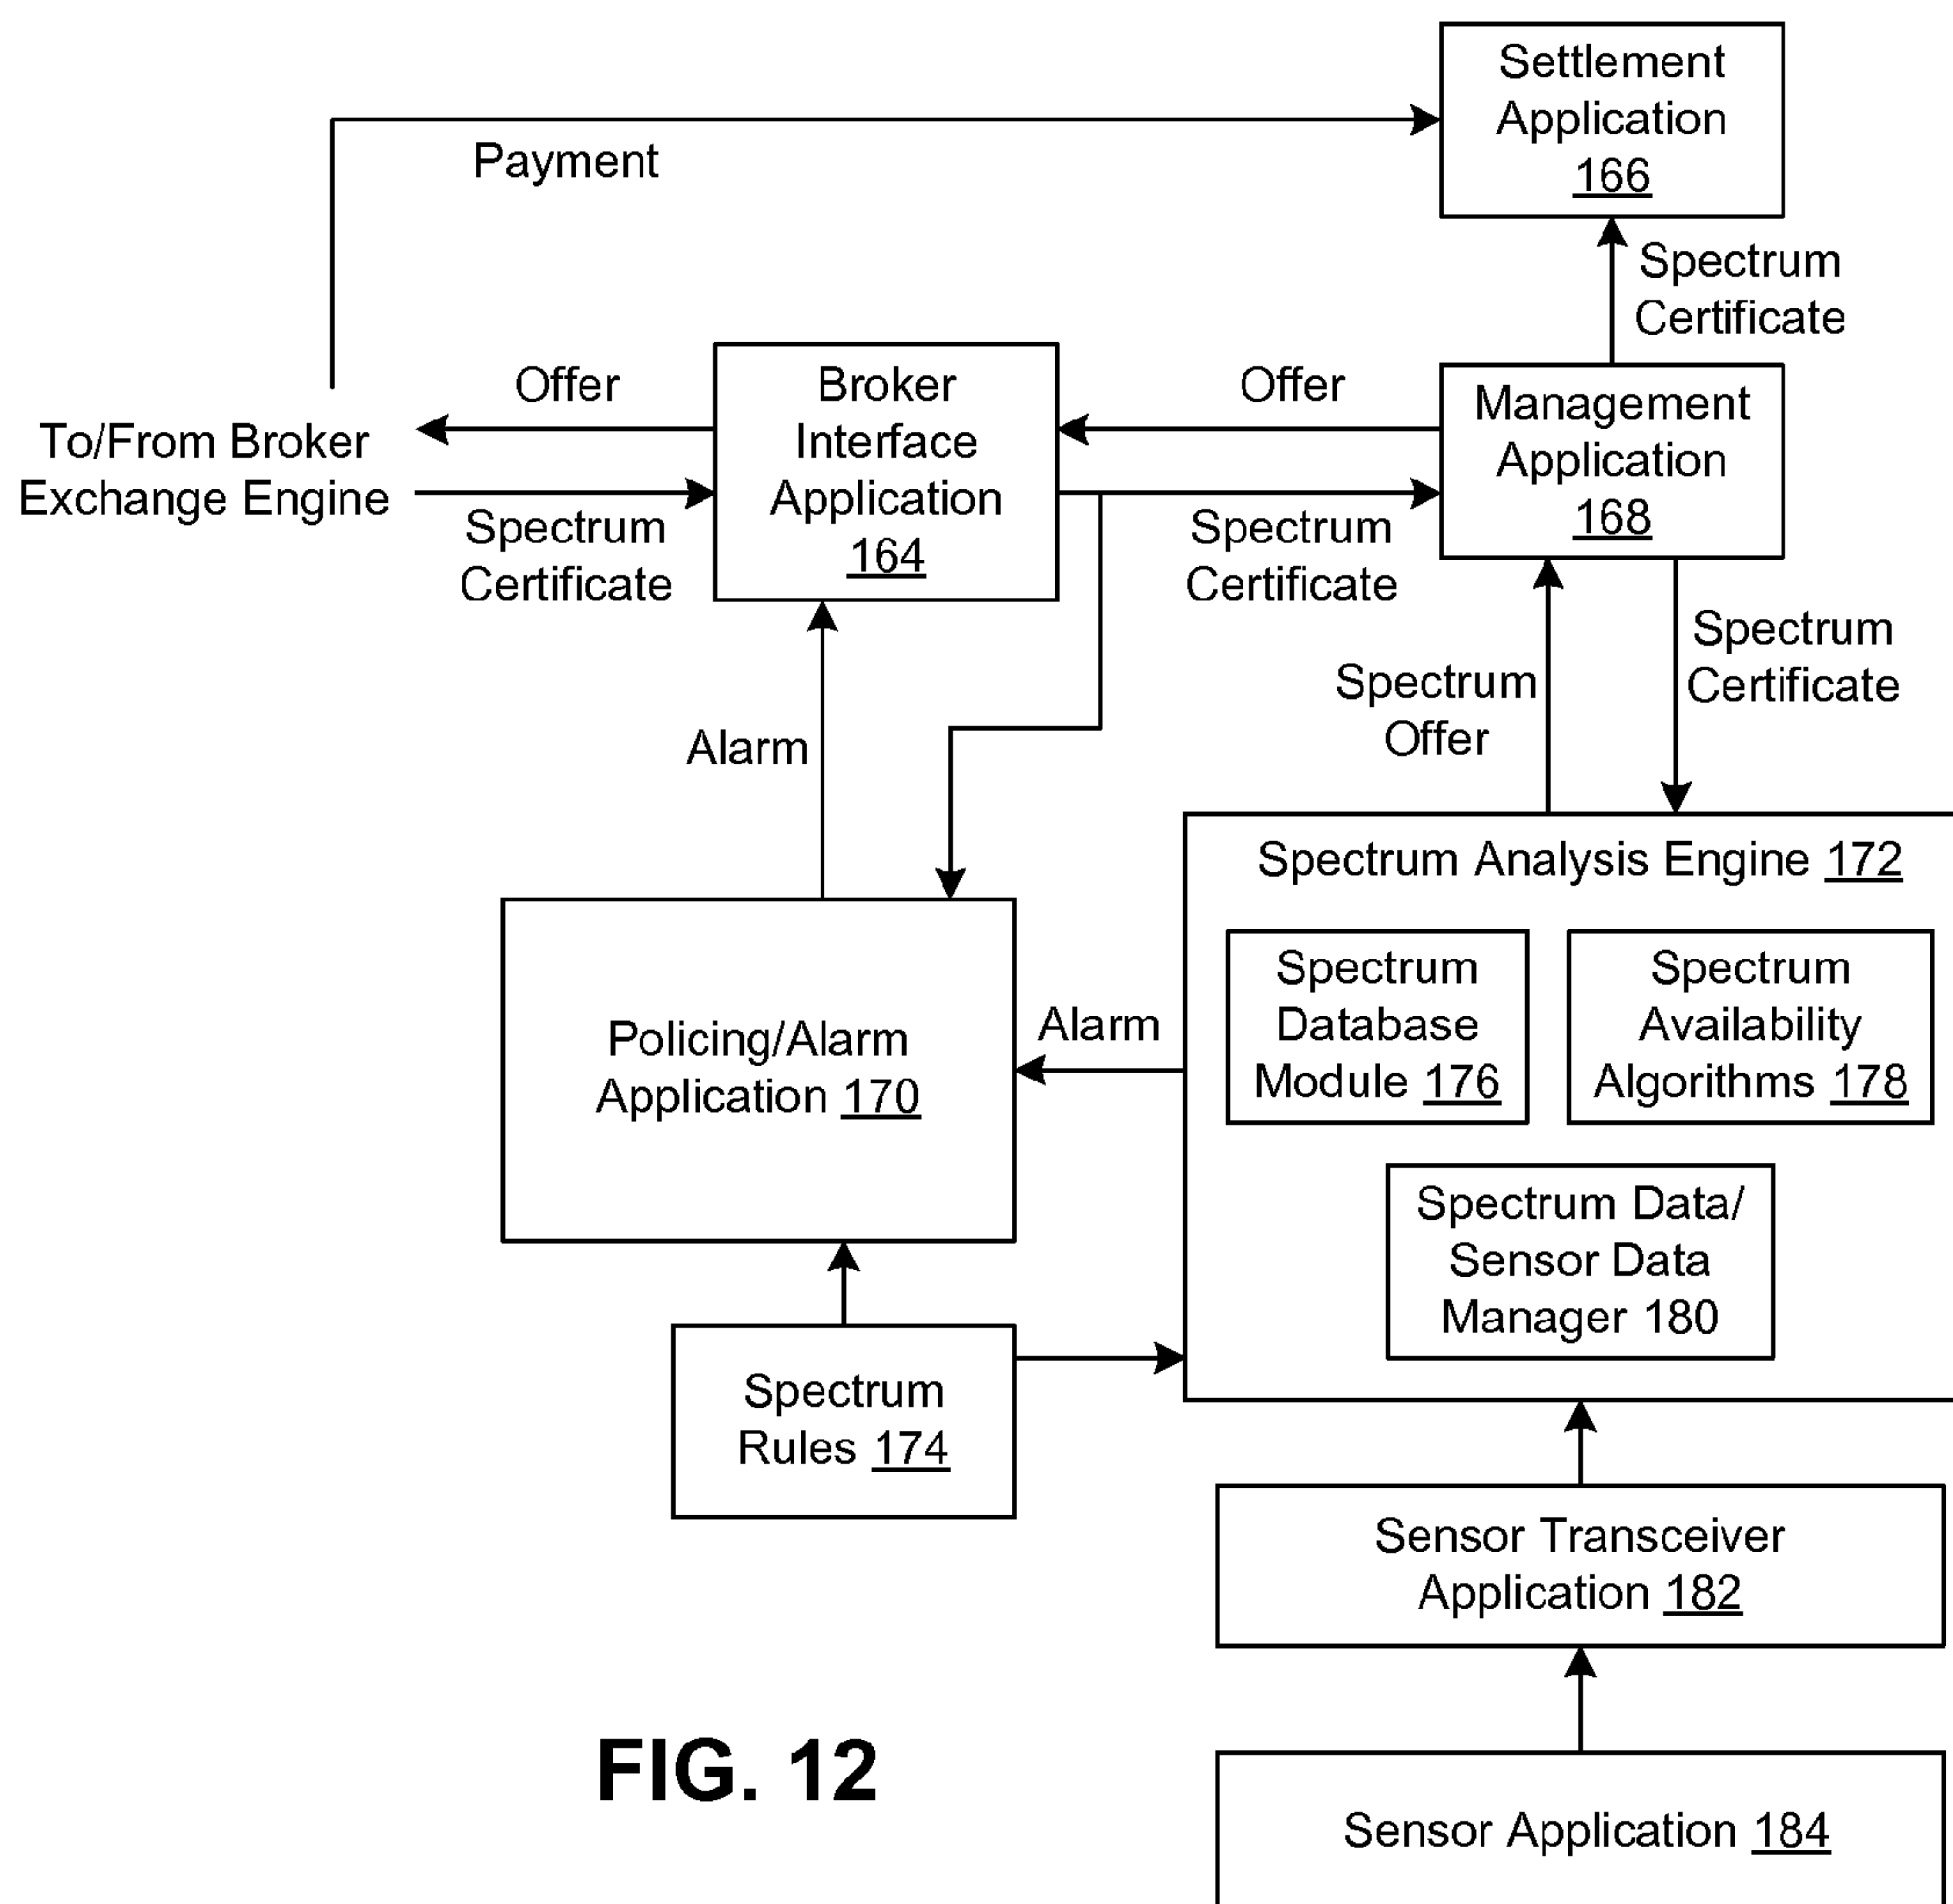 Settlement
Application
166
Payment
Spectrum
Certificate
Offer
Broker
Interface
Application
164
Offer
Management
Application
168
To/From Broker
Exchange Engine
Spectrum
Certificate
Spectrum
Certificate
Spectrum
Offer
Spectrum
Certificate
Alarm
Spectrum Analysis Engine 172
Spectrum
Database
Module 176
Spectrum
Availability
Algorithms 178
Alarm
Policing/Alarm
Application 170
Spectrum Data/
Sensor Data
Manager 180
Spectrum
Rules 174
Sensor Transceiver
Application 182
Sensor Application 184
FIG. 12